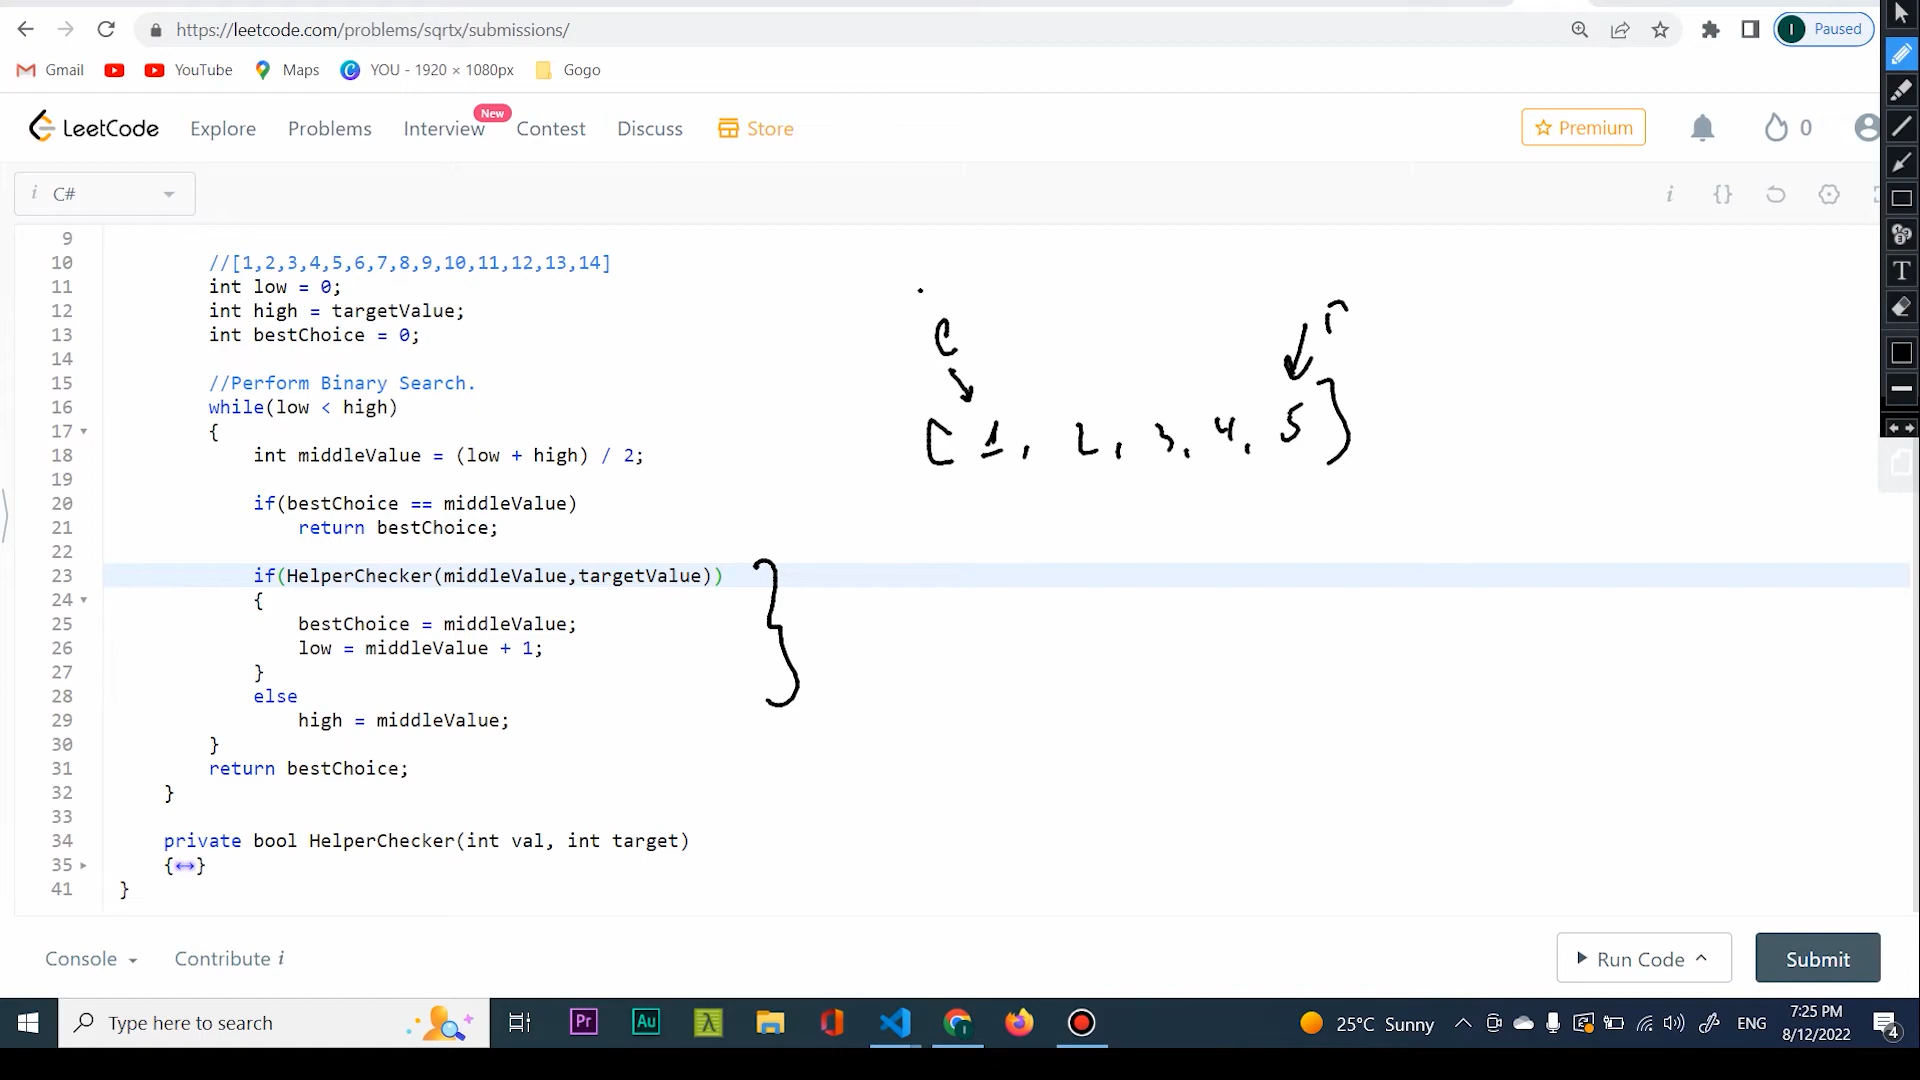 https://leetcode.com/problems/sqrtx/submissions/
Paused
Gmail
YouTube
Maps
YOU - 1920 × 1080px
Gogo
LeetCode
Explore
Problems
Interview
New
Contest
Discuss
Store
Premium
0
i C#
i {}
9
10 //[1,2,3,4,5,6,7,8,9,10,11,12,13,14]
11 int low = 0;
12 int high = targetValue;
13 int bestChoice = 0;
14
15 //Perform Binary Search.
16 while(low < high)
17 {
18 int middleValue = (low + high) / 2;
19
20 if(bestChoice == middleValue)
21 return bestChoice;
22
23 if(HelperChecker(middleValue,targetValue))
24 {
25 bestChoice = middleValue;
26 low = middleValue + 1;
27 }
28 else
29 high = middleValue;
30 }
31 return bestChoice;
32 }
33
34 private bool HelperChecker(int val, int target)
35 {↔}
41 }
r
[ 1, 2, 3, 4, 5 ]
Console
Contribute i
Run Code
Submit
Type here to search
Pr
Au
25°C Sunny
ENG
7:25 PM
8/12/2022
4